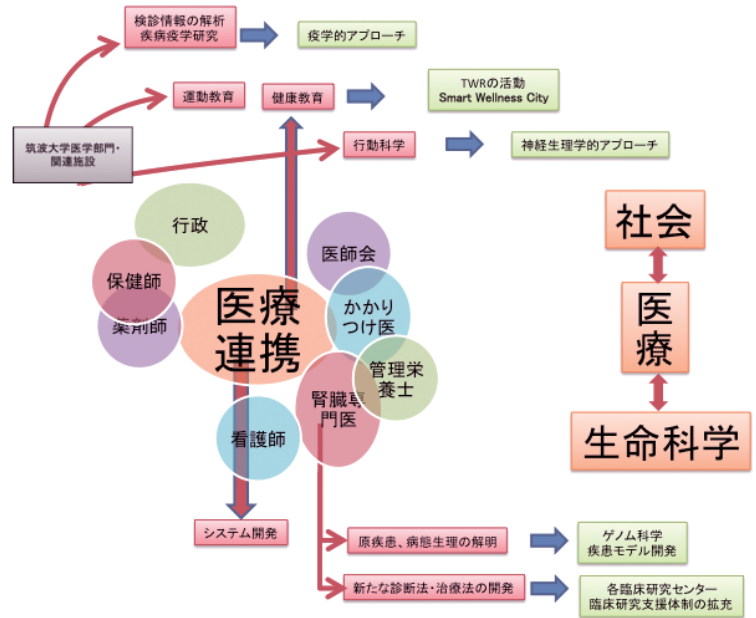 検診情報の解析
疾病疫学研究
疫学的アプローチ
運動教育
健康教育
TWRの活動
Smart Wellness City
筑波大学医学部門・
関連施設
行動科学
神経生理学的アプローチ
行政
医師会
保健師
薬剤師
医療
連携
かかり
つけ医
管理栄
養士
腎臓専
門医
看護師
社会
医
療
生命科学
システム開発
原疾患、病態生理の解明
ゲノム科学
疾患モデル開発
新たな診断法・治療法の開発
各臨床研究センター
臨床研究支援体制の拡充